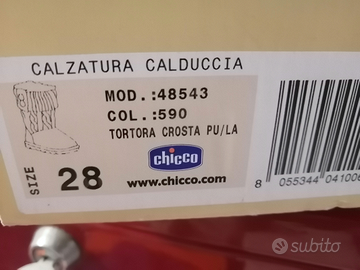 CALZATURA CALDUCCIA
MOD.:48543
COL.:590
TORTORA CROSTA PU/LA
chicco
SIZE 28
www.chicco.com
8 055344 04100
subito